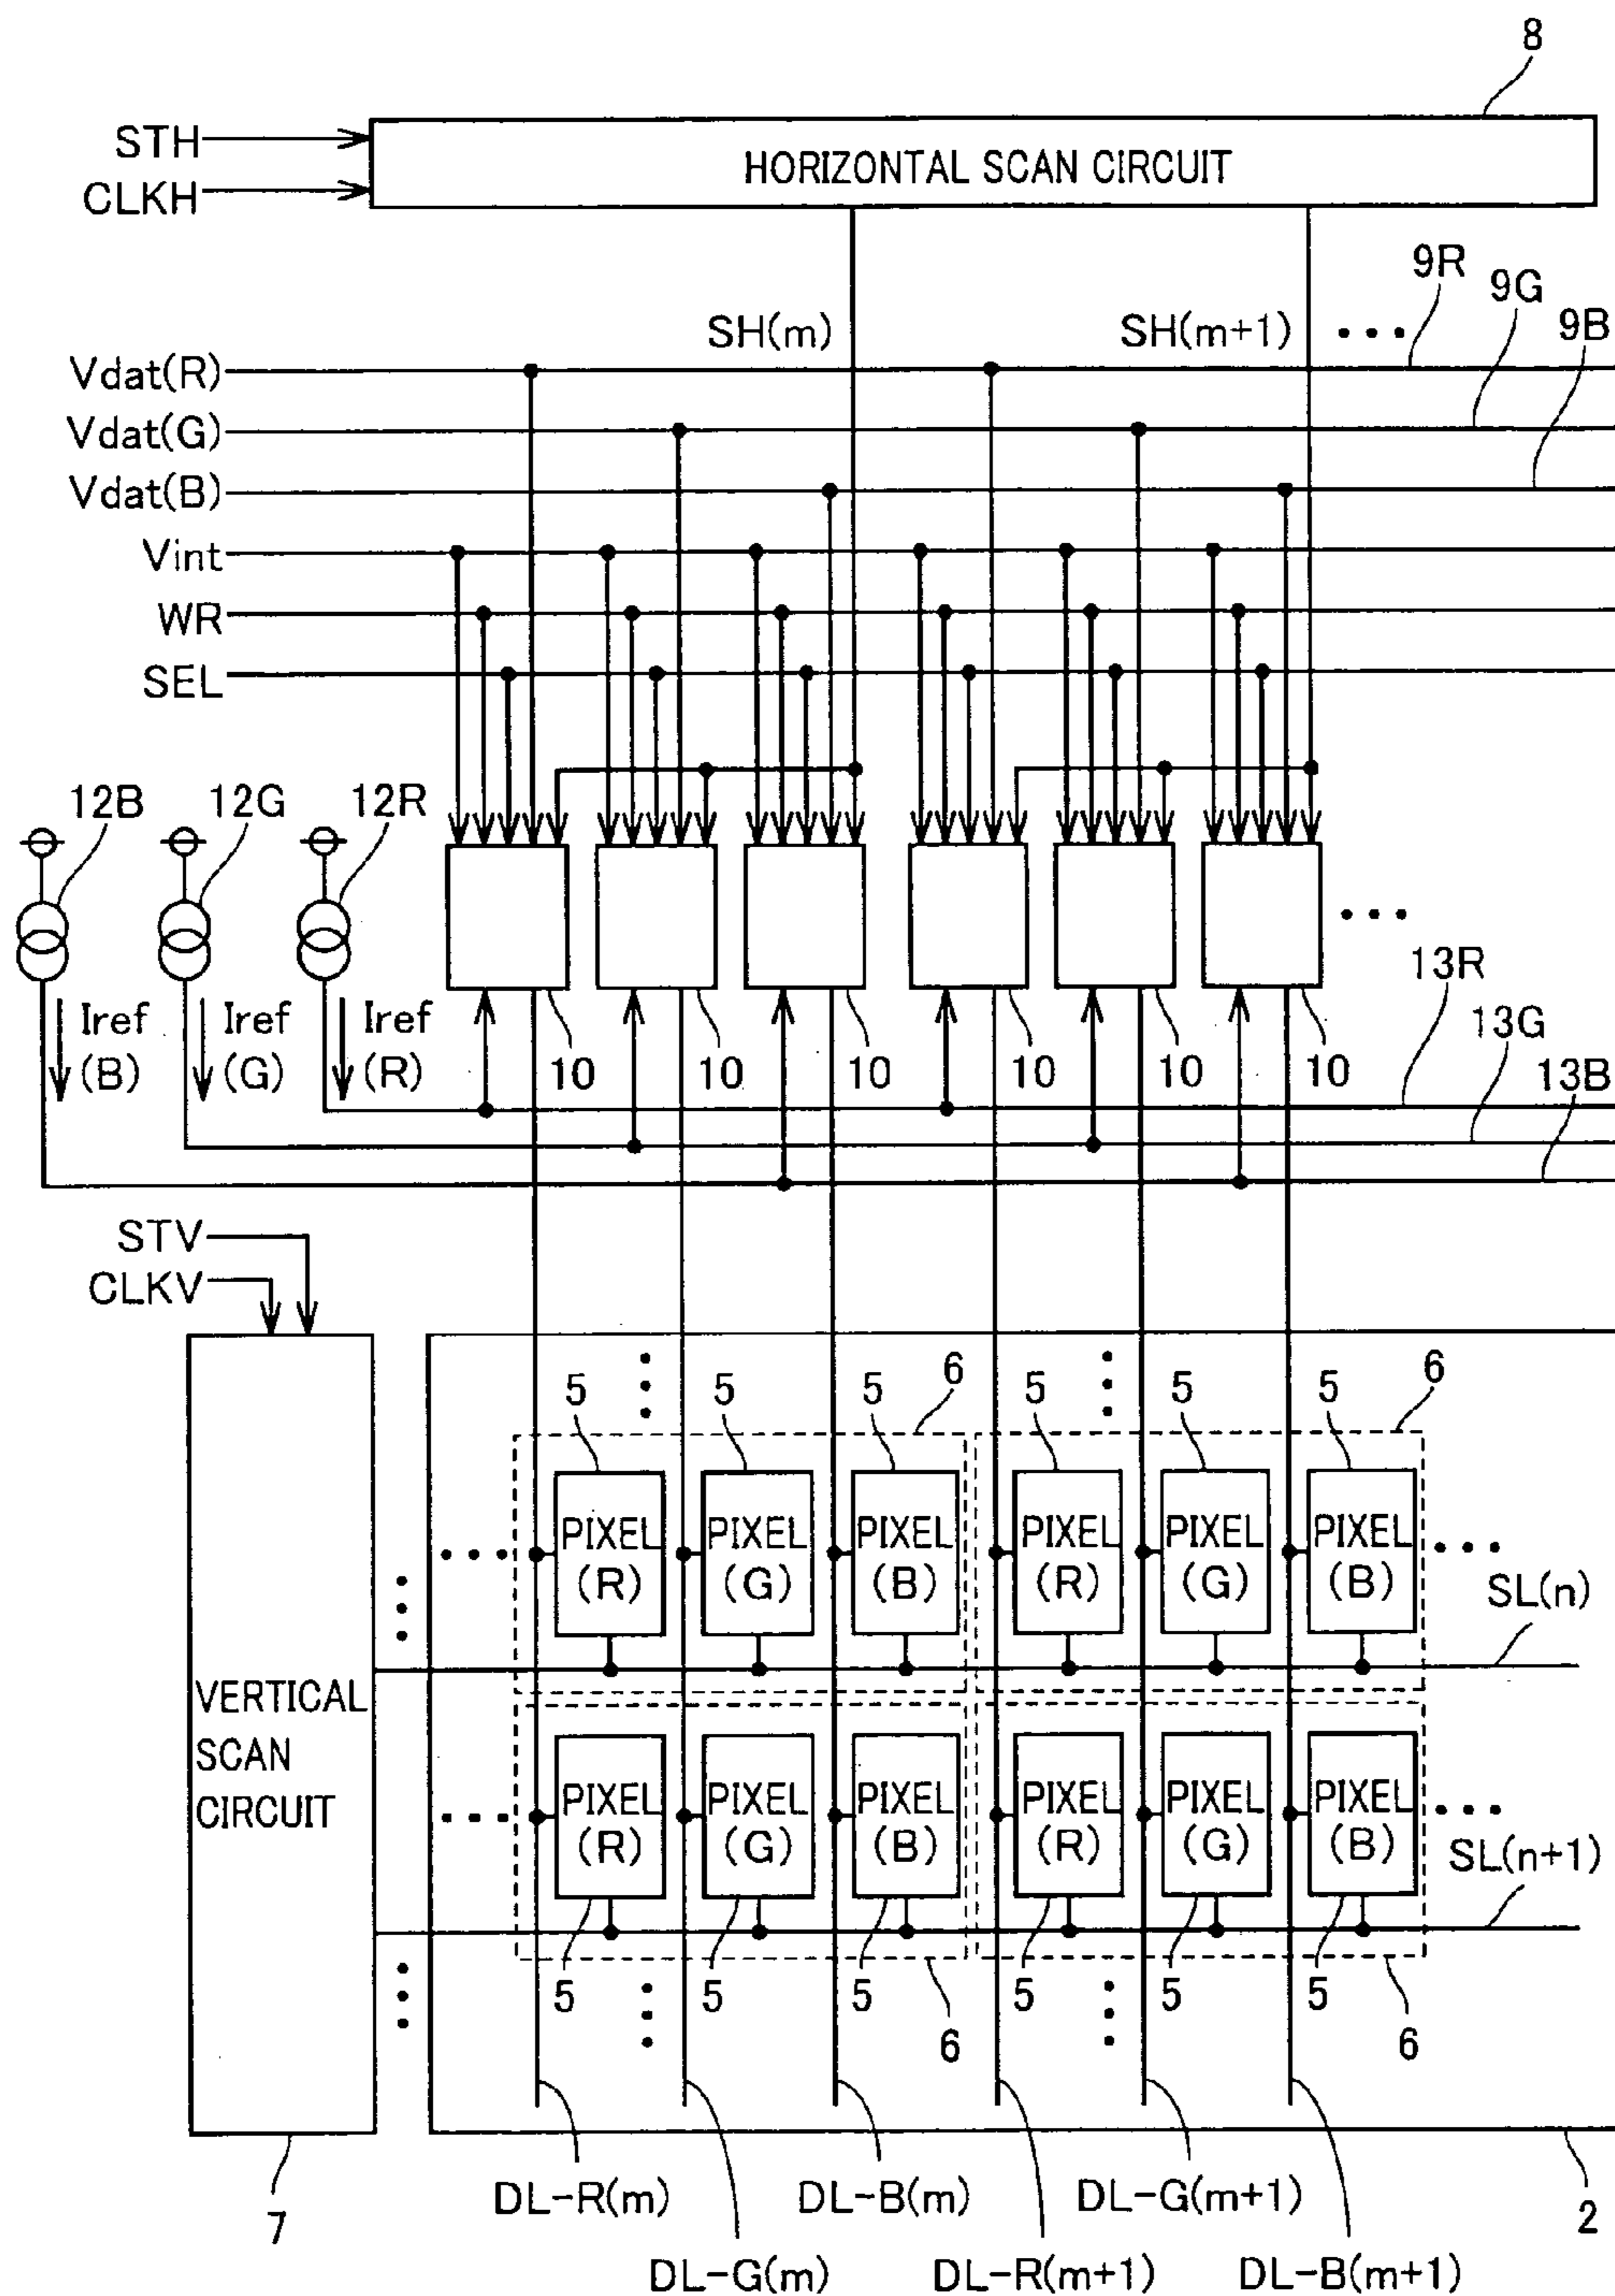 8
STH
HORIZONTAL SCAN CIRCUIT
CLKH
9R
9G
9B
SH(m)
SH(m+1)
Vdat(R)
Vdat(G)
Vdat(B)
Vint
WR
SEL
12B 12G 12R
13R
13G
13B
Iref
(B)
Iref
(G)
Iref
(R)
10 10 10 10 10 10
STV
CLKV
6 6
5 5 5 5 5 5
PIXEL
(R)
PIXEL
(G)
PIXEL
(B)
PIXEL
(R)
PIXEL
(G)
PIXEL
(B)
SL(n)
VERTICAL
SCAN
CIRCUIT
PIXEL
(R)
PIXEL
(G)
PIXEL
(B)
PIXEL
(R)
PIXEL
(G)
PIXEL
(B)
SL(n+1)
5 5 5 5 5 5
6 6
7
DL-R(m)
DL-B(m)
DL-G(m+1)
2
DL-G(m)
DL-R(m+1)
DL-B(m+1)